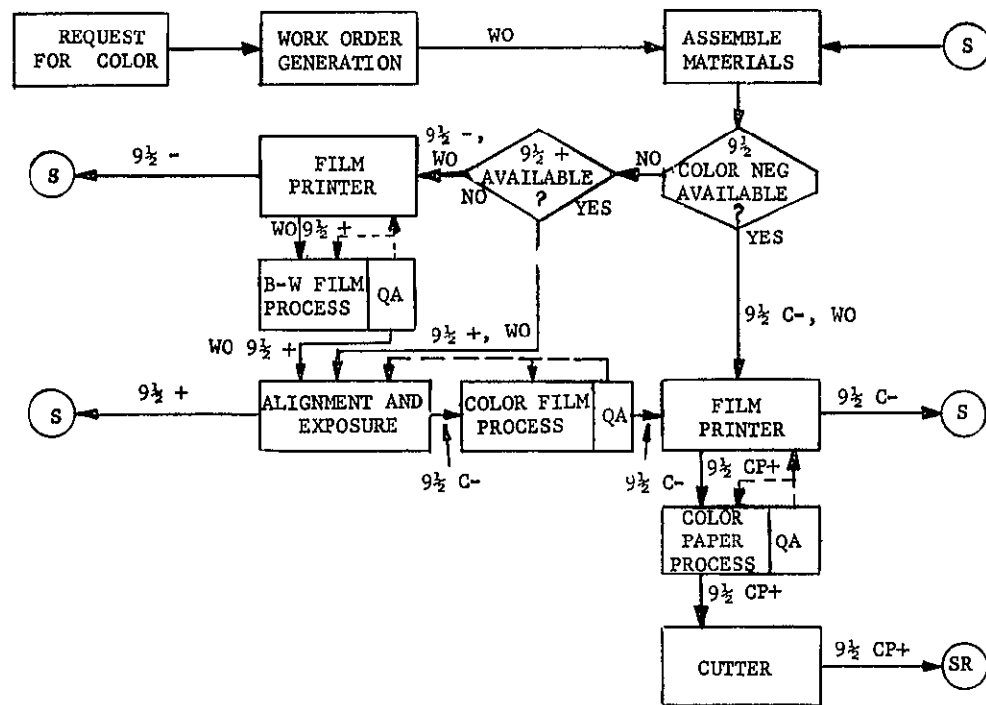 REQUEST
FOR COLOR
WORK ORDER
GENERATION
WO
ASSEMBLE
MATERIALS
S
9½
COLOR NEG
AVAILABLE
?
NO
YES
9½ +
AVAILABLE
?
NO
YES
9½ -,
WO
FILM
PRINTER
9½ -
S
WO 9½ +
B-W FILM
PROCESS
QA
WO 9½ +
9½ +, WO
9½ C-, WO
S
9½ +
ALIGNMENT AND
EXPOSURE
9½ C-
COLOR FILM
PROCESS
QA
9½ C-
FILM
PRINTER
9½ C-
S
9½ CP+
COLOR
PAPER
PROCESS
QA
9½ CP+
CUTTER
9½ CP+
SR